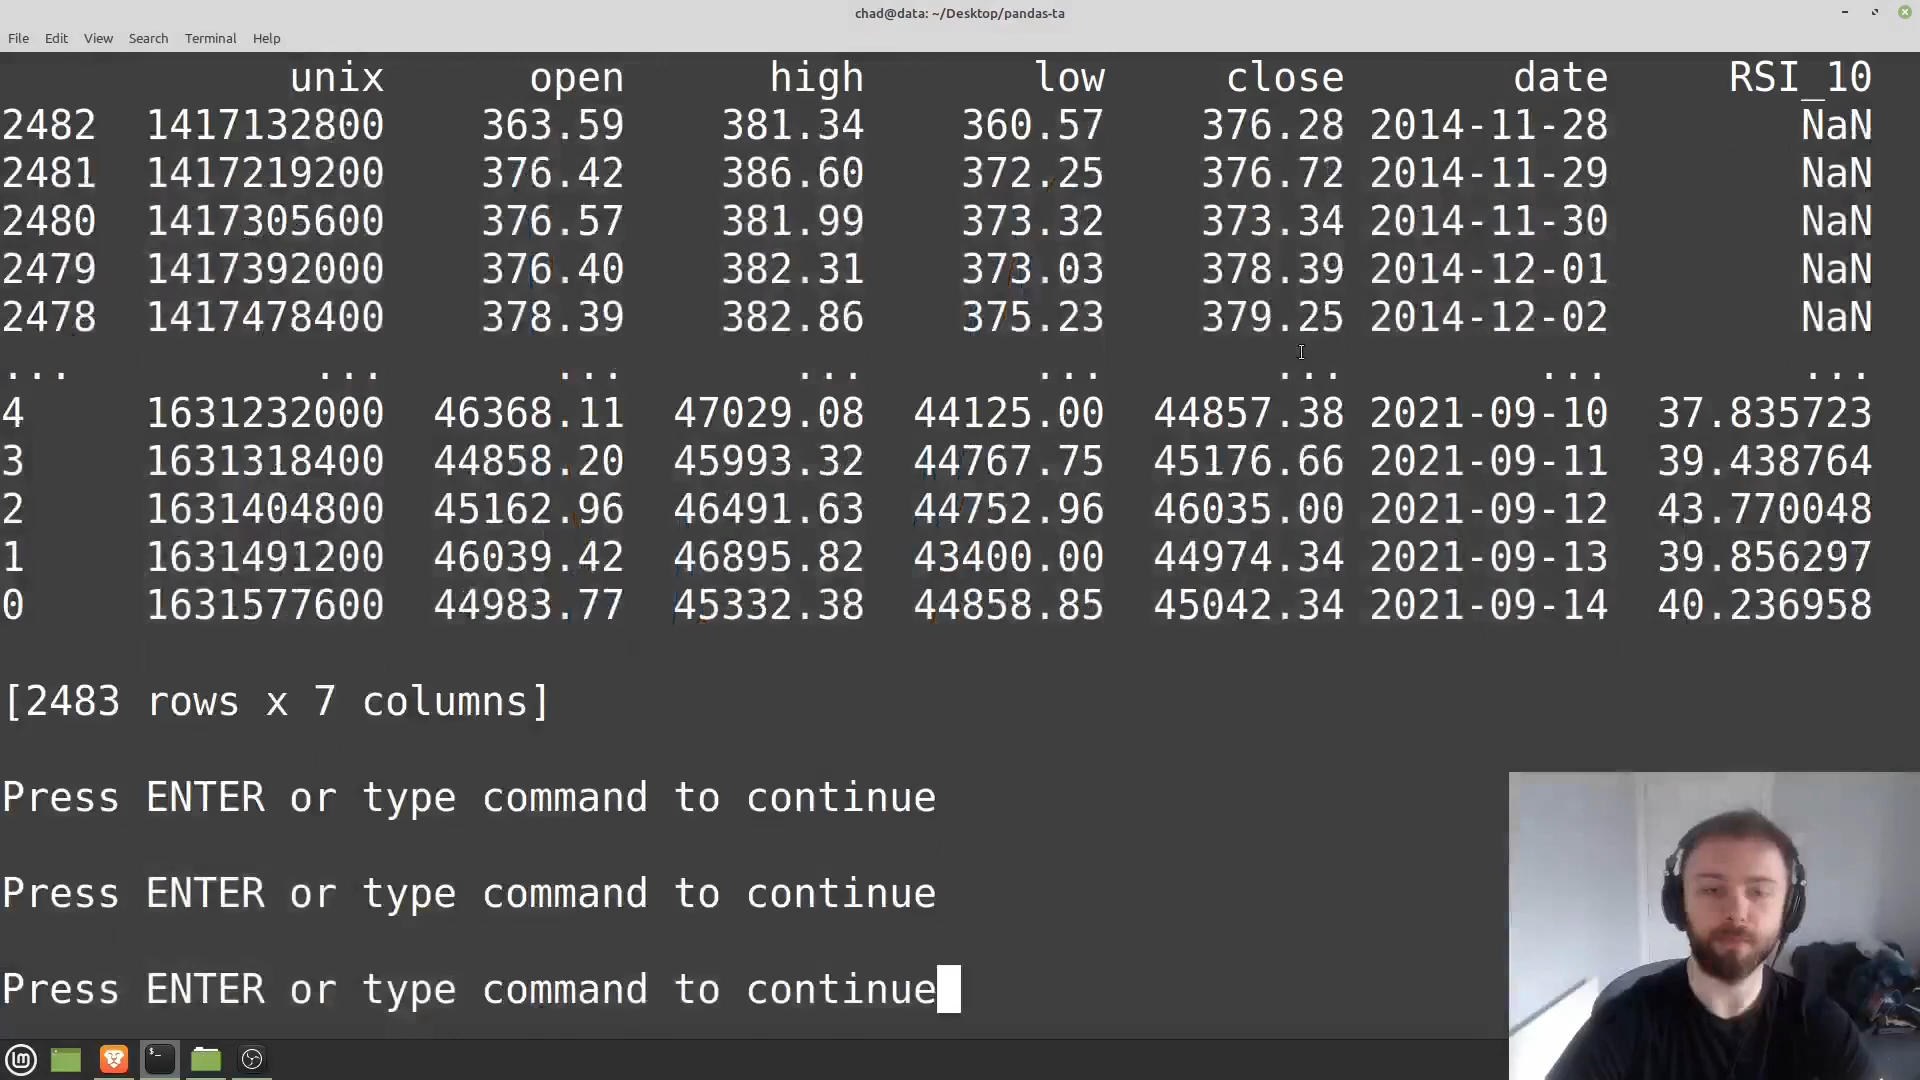 chad@data: ~/Desktop/pandas-ta
File Edit View Search Terminal Help
unix open high low close date RSI_10
2482 1417132800 363.59 381.34 360.57 376.28 2014-11-28 NaN
2481 1417219200 376.42 386.60 372.25 376.72 2014-11-29 NaN
2480 1417305600 376.57 381.99 373.32 373.34 2014-11-30 NaN
2479 1417392000 376.40 382.31 373.03 378.39 2014-12-01 NaN
2478 1417478400 378.39 382.86 375.23 379.25 2014-12-02 NaN
... ... ... ... ... ... ... ...
4 1631232000 46368.11 47029.08 44125.00 44857.38 2021-09-10 37.835723
3 1631318400 44858.20 45993.32 44767.75 45176.66 2021-09-11 39.438764
2 1631404800 45162.96 46491.63 44752.96 46035.00 2021-09-12 43.770048
1 1631491200 46039.42 46895.82 43400.00 44974.34 2021-09-13 39.856297
0 1631577600 44983.77 45332.38 44858.85 45042.34 2021-09-14 40.236958
[2483 rows x 7 columns]
Press ENTER or type command to continue
Press ENTER or type command to continue
Press ENTER or type command to continue